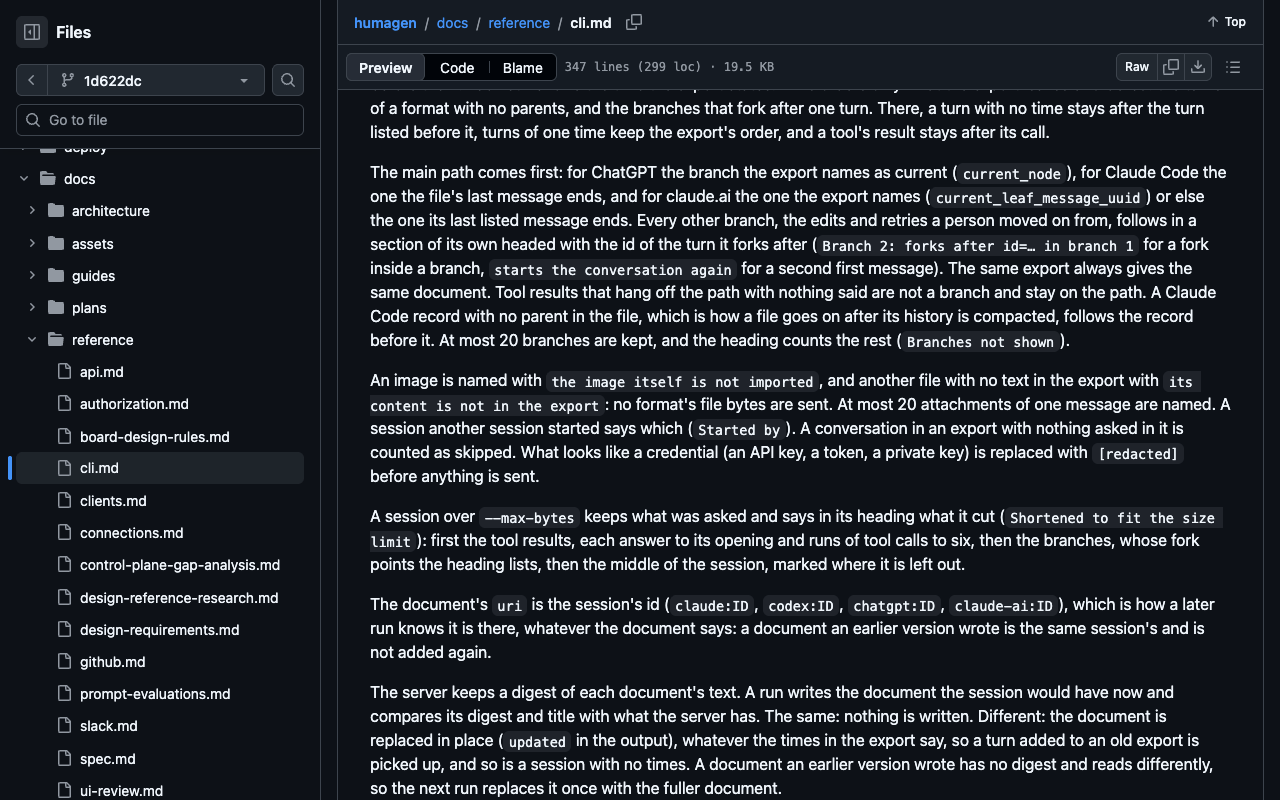 Files
humagen / docs / reference / cli.md
Top
1d622dc
Preview Code Blame 347 lines (299 loc) · 19.5 KB
Raw
Go to file
deploy
docs
architecture
assets
guides
plans
reference
api.md
authorization.md
board-design-rules.md
cli.md
clients.md
connections.md
control-plane-gap-analysis.md
design-reference-research.md
design-requirements.md
github.md
prompt-evaluations.md
slack.md
spec.md
ui-review.md
of a format with no parents, and the branches that fork after one turn. There, a turn with no time stays after the turn
listed before it, turns of one time keep the export's order, and a tool's result stays after its call.
The main path comes first: for ChatGPT the branch the export names as current (current_node), for Claude Code the
one the file's last message ends, and for claude.ai the one the export names (current_leaf_message_uuid) or else
the one its last listed message ends. Every other branch, the edits and retries a person moved on from, follows in a
section of its own headed with the id of the turn it forks after (Branch 2: forks after id=… in branch 1 for a fork
inside a branch, starts the conversation again for a second first message). The same export always gives the
same document. Tool results that hang off the path with nothing said are not a branch and stay on the path. A Claude
Code record with no parent in the file, which is how a file goes on after its history is compacted, follows the record
before it. At most 20 branches are kept, and the heading counts the rest (Branches not shown).
An image is named with the image itself is not imported, and another file with no text in the export with its
content is not in the export: no format's file bytes are sent. At most 20 attachments of one message are named. A
session another session started says which (Started by). A conversation in an export with nothing asked in it is
counted as skipped. What looks like a credential (an API key, a token, a private key) is replaced with [redacted]
before anything is sent.
A session over --max-bytes keeps what was asked and says in its heading what it cut (Shortened to fit the size
limit): first the tool results, each answer to its opening and runs of tool calls to six, then the branches, whose fork
points the heading lists, then the middle of the session, marked where it is left out.
The document's uri is the session's id (claude:ID, codex:ID, chatgpt:ID, claude-ai:ID), which is how a later
run knows it is there, whatever the document says: a document an earlier version wrote is the same session's and is
not added again.
The server keeps a digest of each document's text. A run writes the document the session would have now and
compares its digest and title with what the server has. The same: nothing is written. Different: the document is
replaced in place (updated in the output), whatever the times in the export say, so a turn added to an old export is
picked up, and so is a session with no times. A document an earlier version wrote has no digest and reads differently,
so the next run replaces it once with the fuller document.